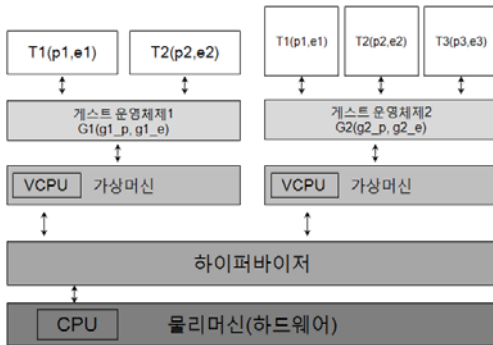 T1(p1,e1)
T2(p2,e2)
T1(p1,e1)
T2(p2,e2)
T3(p3,e3)
게스트 운영체제1
G1(g1_p, g1_e)
게스트 운영체제2
G2(g2_p, g2_e)
VCPU 가상머신
VCPU 가상머신
하이퍼바이저
CPU 물리머신(하드웨어)